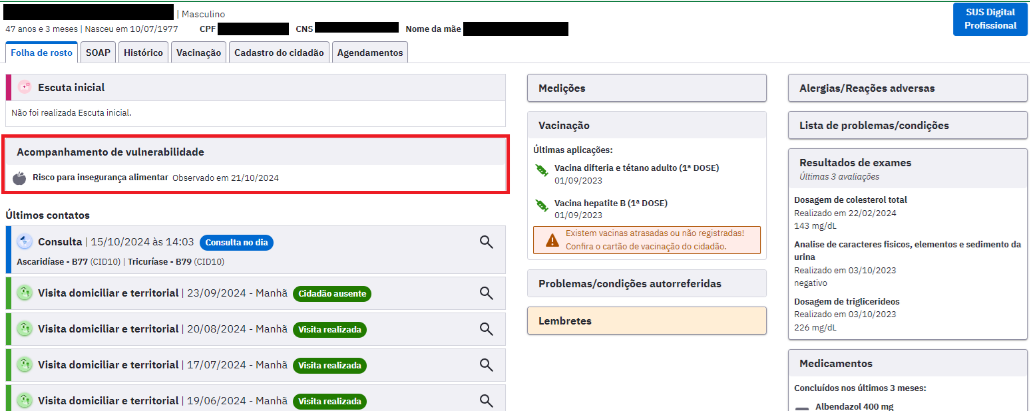 | Masculino
47 anos e 3 meses | Nasceu em 10/07/1977 CPF CNS Nome da mãe
SUS Digital
Profissional
Folha de rosto SOAP Histórico Vacinação Cadastro do cidadão Agendamentos
Escuta inicial
Não foi realizada Escuta inicial.
Acompanhamento de vulnerabilidade
Risco para insegurança alimentar Observado em 21/10/2024
Últimos contatos
Consulta | 15/10/2024 às 14:03 Consulta no dia
Ascaridíase - B77 (CID10) | Tricuríase - B79 (CID10)
Visita domiciliar e territorial | 23/09/2024 - Manhã Cidadão ausente
Visita domiciliar e territorial | 20/08/2024 - Manhã Visita realizada
Visita domiciliar e territorial | 17/07/2024 - Manhã Visita realizada
Visita domiciliar e territorial | 19/06/2024 - Manhã Visita realizada
Medições
Vacinação
Últimas aplicações:
Vacina difteria e tétano adulto (1ª DOSE)
01/09/2023
Vacina hepatite B (1ª DOSE)
01/09/2023
Existem vacinas atrasadas ou não registradas!
Confira o cartão de vacinação do cidadão.
Problemas/condições autorreferidas
Lembretes
Alergias/Reações adversas
Lista de problemas/condições
Resultados de exames
Últimas 3 avaliações
Dosagem de colesterol total
Realizado em 22/02/2024
143 mg/dL
Analise de caracteres fisicos, elementos e sedimento da
urina
Realizado em 03/10/2023
negativo
Dosagem de triglicerideos
Realizado em 03/10/2023
226 mg/dL
Medicamentos
Concluídos nos últimos 3 meses:
Albendazol 400 mg